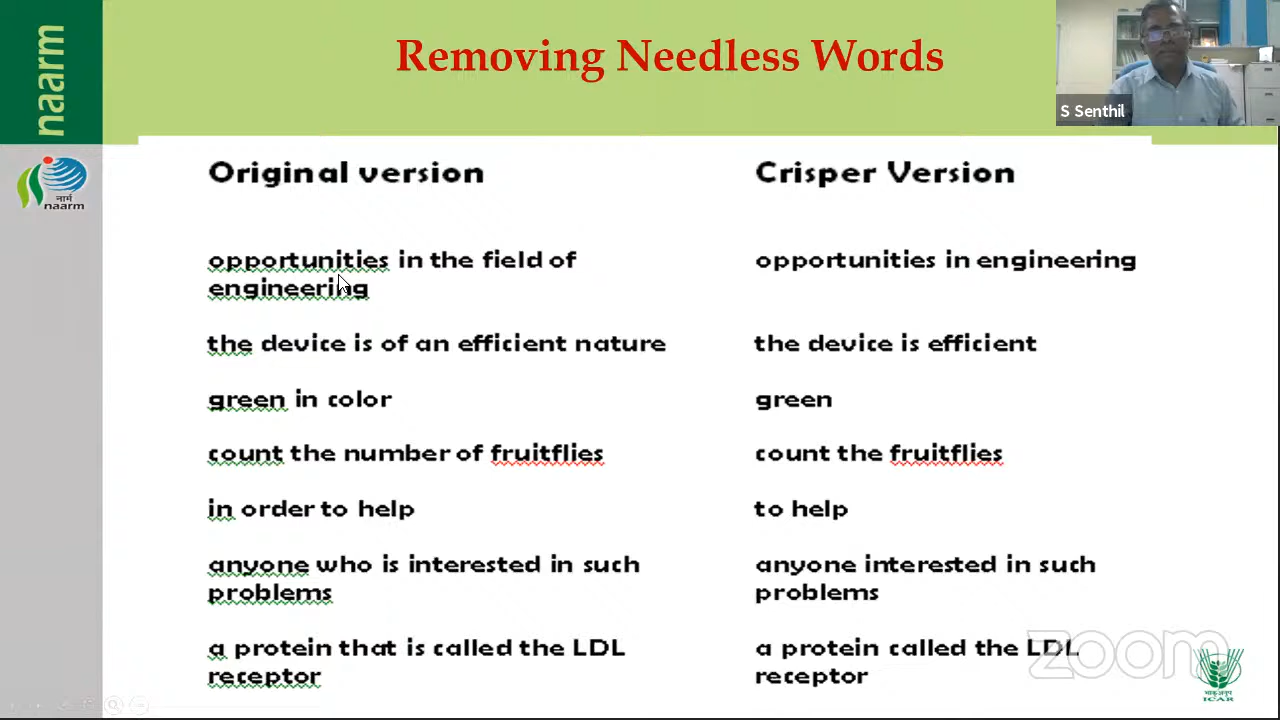 naarm
Removing Needless Words
S Senthil
नार्म
naarm
Original version
Crisper Version
opportunities in the field of
engineering
opportunities in engineering
the device is of an efficient nature
the device is efficient
green in color
green
count the number of fruitflies
count the fruitflies
in order to help
to help
anyone who is interested in such
problems
anyone interested in such
problems
a protein that is called the LDL
receptor
a protein called the LDL
receptor
zoom
भाकृअनुप
ICAR